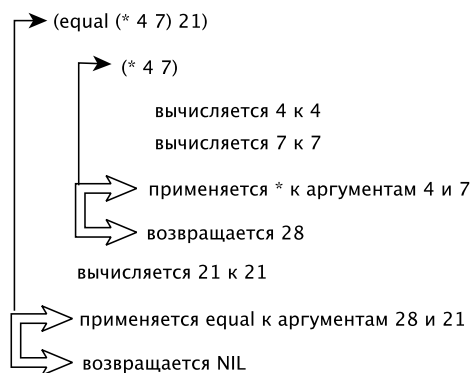 (equal (* 4 7) 21)
(* 4 7)
вычисляется 4 к 4
вычисляется 7 к 7
применяется * к аргументам 4 и 7
возвращается 28
вычисляется 21 к 21
применяется equal к аргументам 28 и 21
возвращается NIL